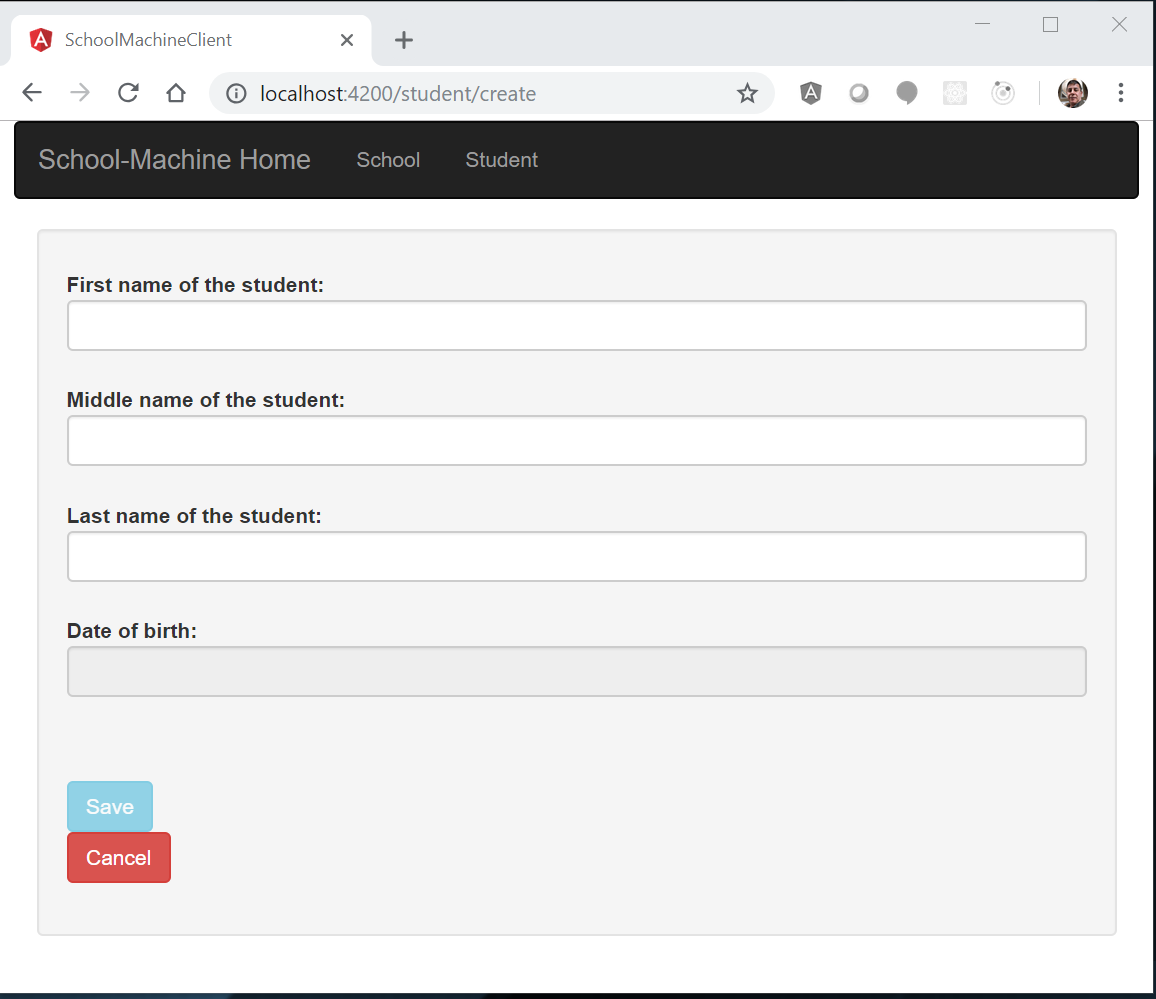 SchoolMachineClient
localhost:4200/student/create
School-Machine Home School Student
First name of the student:
Middle name of the student:
Last name of the student:
Date of birth:
Save
Cancel